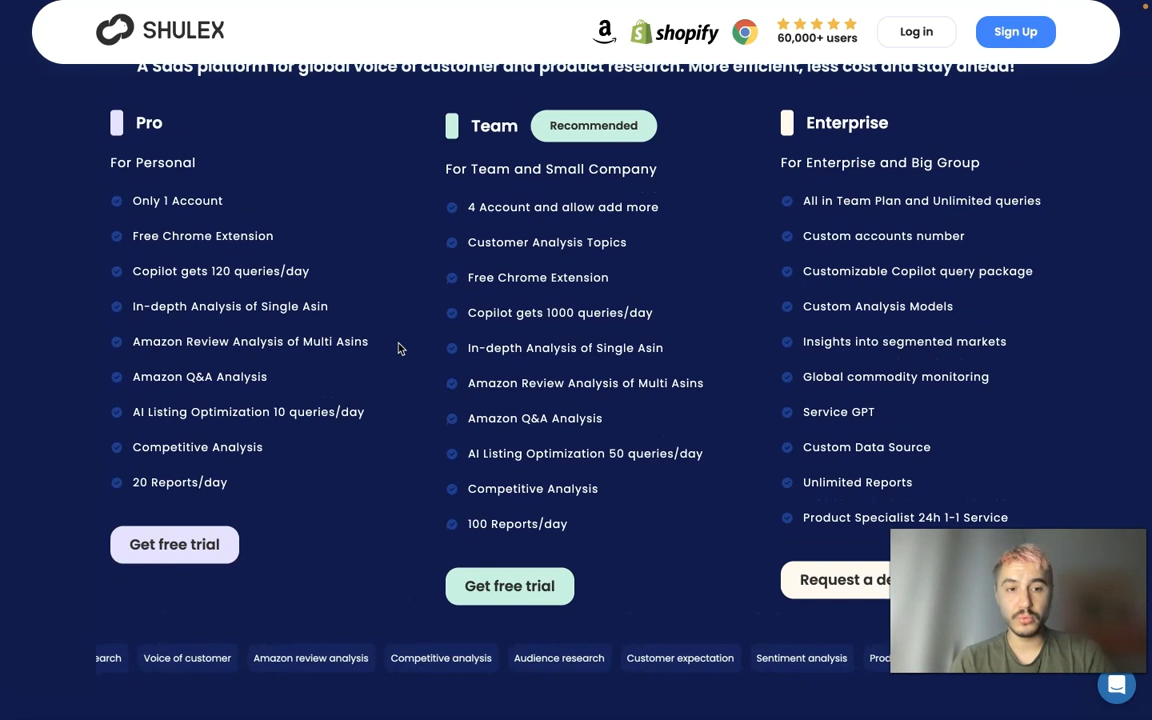 SHULEX
a
shopify
60,000+ users
Log in
Sign Up
A SaaS platform for global voice of customer and product research. More efficient, less cost and stay ahead!
Pro
For Personal
Only 1 Account
Free Chrome Extension
Copilot gets 120 queries/day
In-depth Analysis of Single Asin
Amazon Review Analysis of Multi Asins
Amazon Q&A Analysis
AI Listing Optimization 10 queries/day
Competitive Analysis
20 Reports/day
Get free trial
Team
Recommended
For Team and Small Company
4 Account and allow add more
Customer Analysis Topics
Free Chrome Extension
Copilot gets 1000 queries/day
In-depth Analysis of Single Asin
Amazon Review Analysis of Multi Asins
Amazon Q&A Analysis
AI Listing Optimization 50 queries/day
Competitive Analysis
100 Reports/day
Get free trial
Enterprise
For Enterprise and Big Group
All in Team Plan and Unlimited queries
Custom accounts number
Customizable Copilot query package
Custom Analysis Models
Insights into segmented markets
Global commodity monitoring
Service GPT
Custom Data Source
Unlimited Reports
Product Specialist 24h 1-1 Service
Request a de
earch
Voice of customer
Amazon review analysis
Competitive analysis
Audience research
Customer expectation
Sentiment analysis
Prod